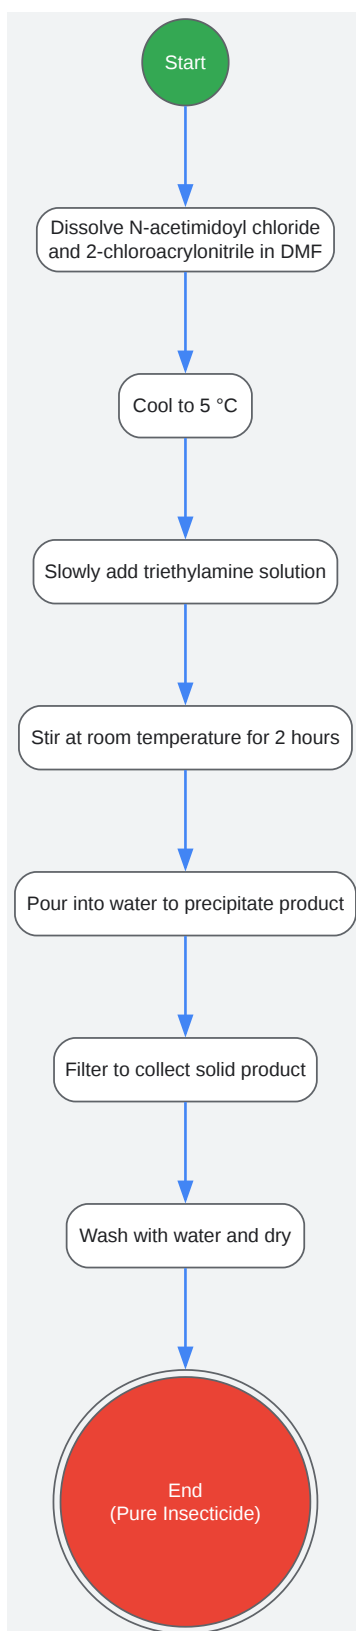 Start
Dissolve N-acetimidoyl chloride
and 2-chloroacrylonitrile in DMF
Cool to 5 °C
Slowly add triethylamine solution
Stir at room temperature for 2 hours
Pour into water to precipitate product
Filter to collect solid product
Wash with water and dry
End
(Pure Insecticide)